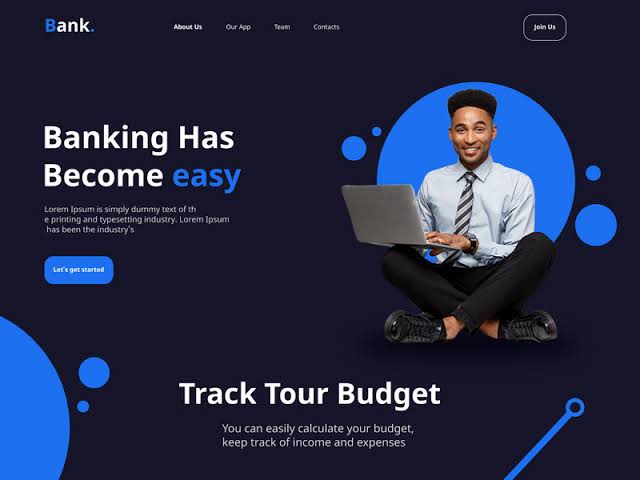 Bank.
About Us
Our App
Team
Contacts
Join Us
Banking Has
Become easy
Lorem Ipsum is simply dummy text of th
e printing and typesetting industry. Lorem Ipsum
has been the industry's
Let's get started
Track Tour Budget
You can easily calculate your budget,
keep track of income and expenses